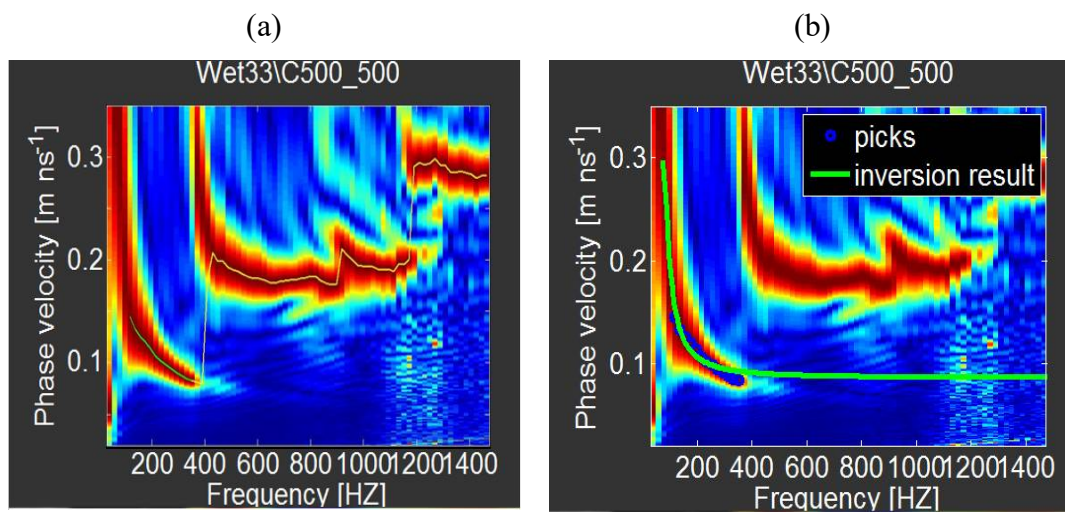 (a)
Wet33\C500_500
Phase velocity [m ns⁻¹]
0.3
0.2
0.1
200 400 600 800 1000 1200 1400
Frequency [HZ]
(b)
Wet33\C500_500
picks
inversion result
Phase velocity [m ns⁻¹]
0.3
0.2
0.1
200 400 600 800 1000 1200 1400
Frequency [HZ]